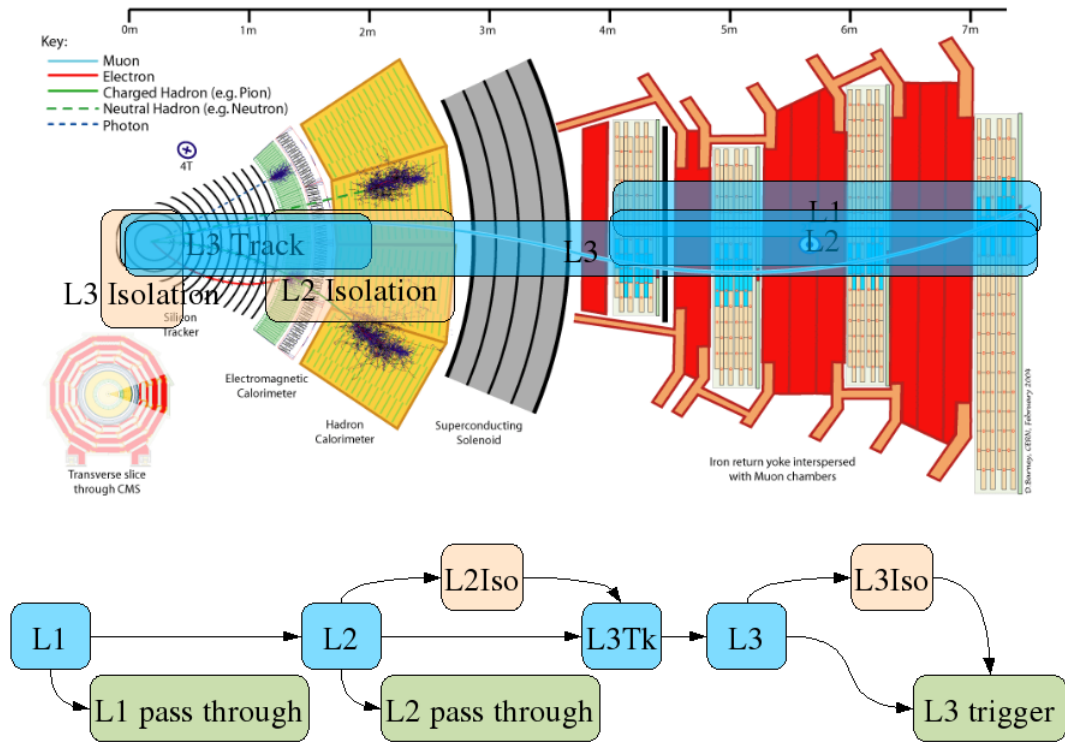 0m 1m 2m 3m 4m 5m 6m 7m
Key:
Muon
Electron
Charged Hadron (e.g. Pion)
Neutral Hadron (e.g. Neutron)
Photon
4T
L1
L3 Track
L3
L2
L3 Isolation
L2 Isolation
Silicon
Tracker
Electromagnetic
Calorimeter
Hadron
Calorimeter
Superconducting
Solenoid
Iron return yoke interspersed
with Muon chambers
Transverse slice
through CMS
D. Barney, CERN, February 2004
L2Iso
L3Iso
L1
L2
L3Tk
L3
L1 pass through
L2 pass through
L3 trigger